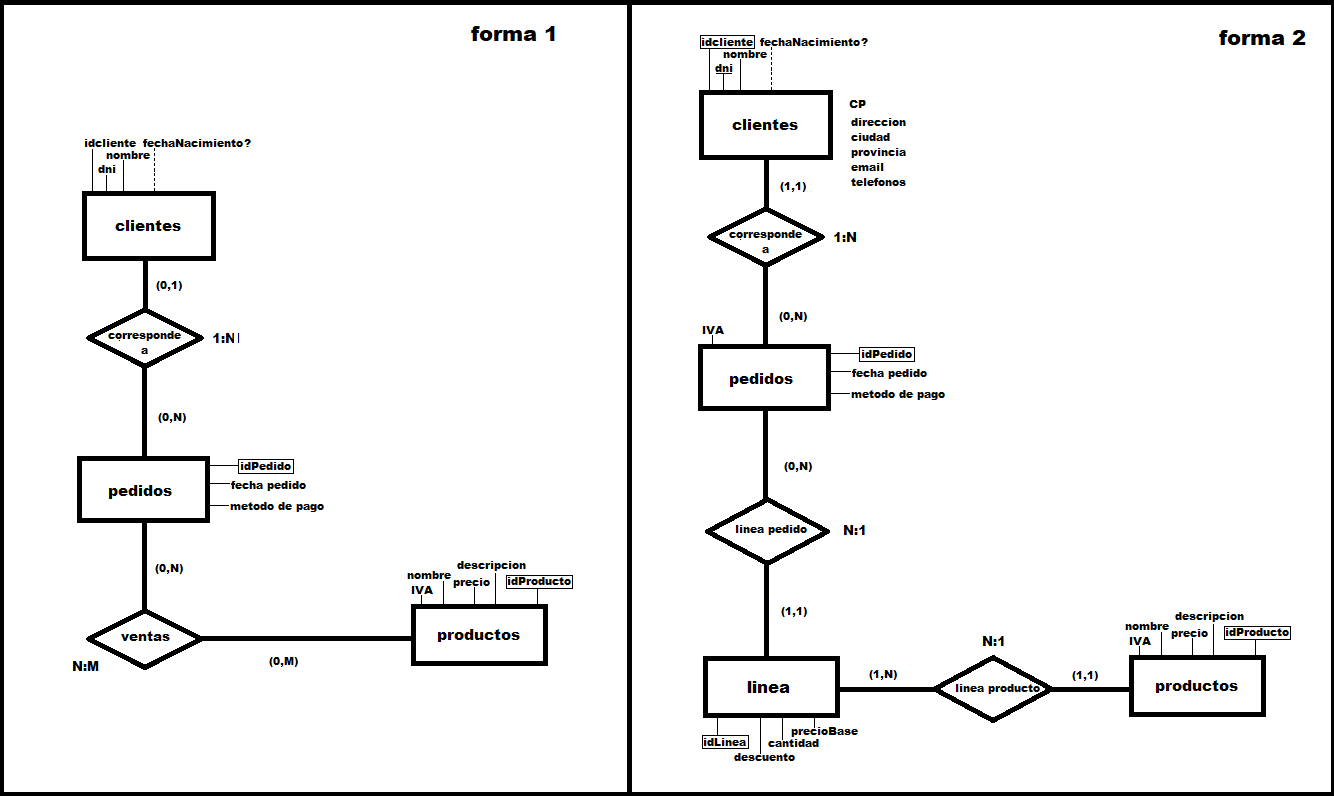 forma 1
idcliente fechaNacimiento?
nombre
dni
clientes
(0,1)
corresponde
a
1:N
(0,N)
pedidos
idPedido
fecha pedido
metodo de pago
(0,N)
ventas
N:M
(0,M)
descripcion
nombre
precio
idProducto
IVA
productos
forma 2
idcliente fechaNacimiento?
nombre
dni
clientes
CP
direccion
ciudad
provincia
email
telefonos
(1,1)
corresponde
a
1:N
(0,N)
IVA
pedidos
idPedido
fecha pedido
metodo de pago
(0,N)
linea pedido
N:1
(1,1)
linea
idLinea
descuento
cantidad
precioBase
(1,N)
N:1
linea producto
(1,1)
descripcion
nombre
precio
idProducto
IVA
productos